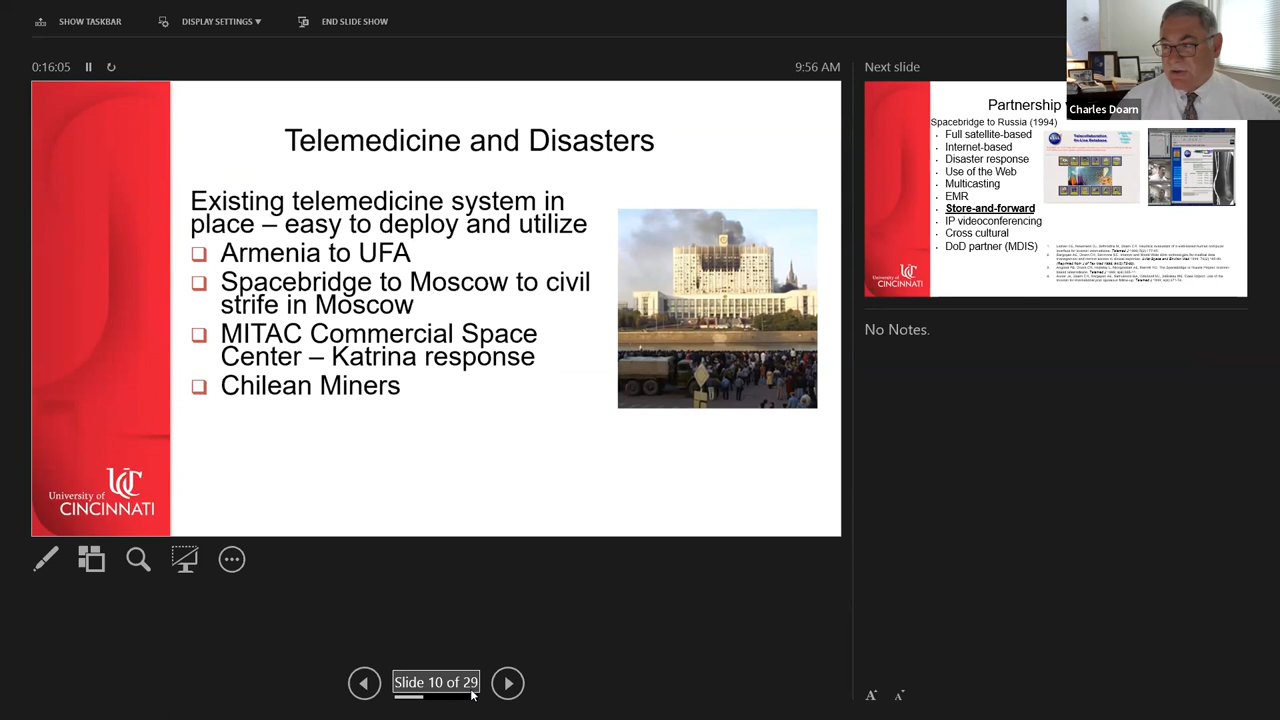 SHOW TASKBAR
DISPLAY SETTINGS ▼
END SLIDE SHOW
0:16:05
9:56 AM
Telemedicine and Disasters
Existing telemedicine system in
place – easy to deploy and utilize
Armenia to UFA
Spacebridge to Moscow to civil
strife in Moscow
MITAC Commercial Space
Center – Katrina response
Chilean Miners
UC
University of
CINCINNATI
Slide 10 of 29
Next slide
Charles Doarn
Partnership
Spacebridge to Russia (1994)
Full satellite-based
Internet-based
Disaster response
Use of the Web
Multicasting
EMR
Store-and-forward
IP videoconferencing
Cross cultural
DoD partner (MDIS)
University of
CINCINNATI
No Notes.